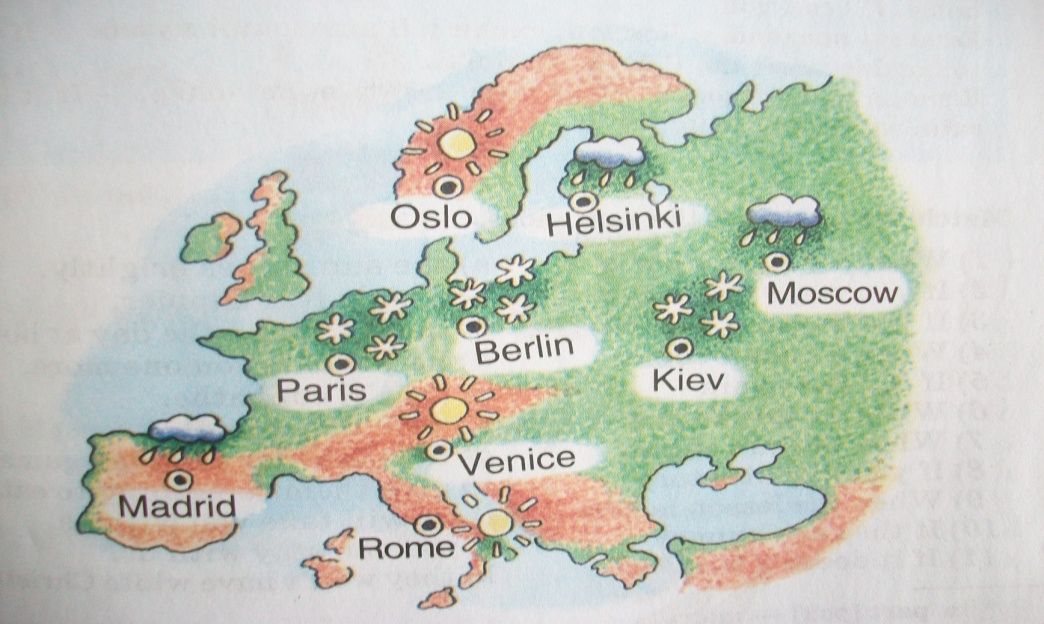 Oslo
Helsinki
Moscow
Berlin
Paris
Kiev
Venice
Madrid
Rome